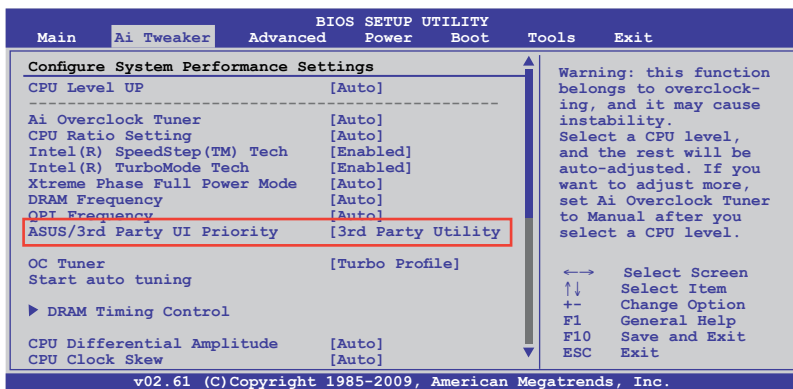 BIOS SETUP UTILITY
Main Ai Tweaker Advanced Power Boot Tools Exit
Configure System Performance Settings
CPU Level UP [Auto]
--------------------------------------------------
Ai Overclock Tuner [Auto]
CPU Ratio Setting [Auto]
Intel(R) SpeedStep(TM) Tech [Enabled]
Intel(R) TurboMode Tech [Enabled]
Xtreme Phase Full Power Mode [Auto]
DRAM Frequency [Auto]
QPI Frequency [Auto]
ASUS/3rd Party UI Priority [3rd Party Utility
OC Tuner [Turbo Profile]
Start auto tuning
DRAM Timing Control
CPU Differential Amplitude [Auto]
CPU Clock Skew [Auto]
Warning: this function
belongs to overclock-
ing, and it may cause
instability.
Select a CPU level,
and the rest will be
auto-adjusted. If you
want to adjust more,
set Ai Overclock Tuner
to Manual after you
select a CPU level.
←→ Select Screen
↑↓ Select Item
+- Change Option
F1 General Help
F10 Save and Exit
ESC Exit
v02.61 (C)Copyright 1985-2009, American Megatrends, Inc.